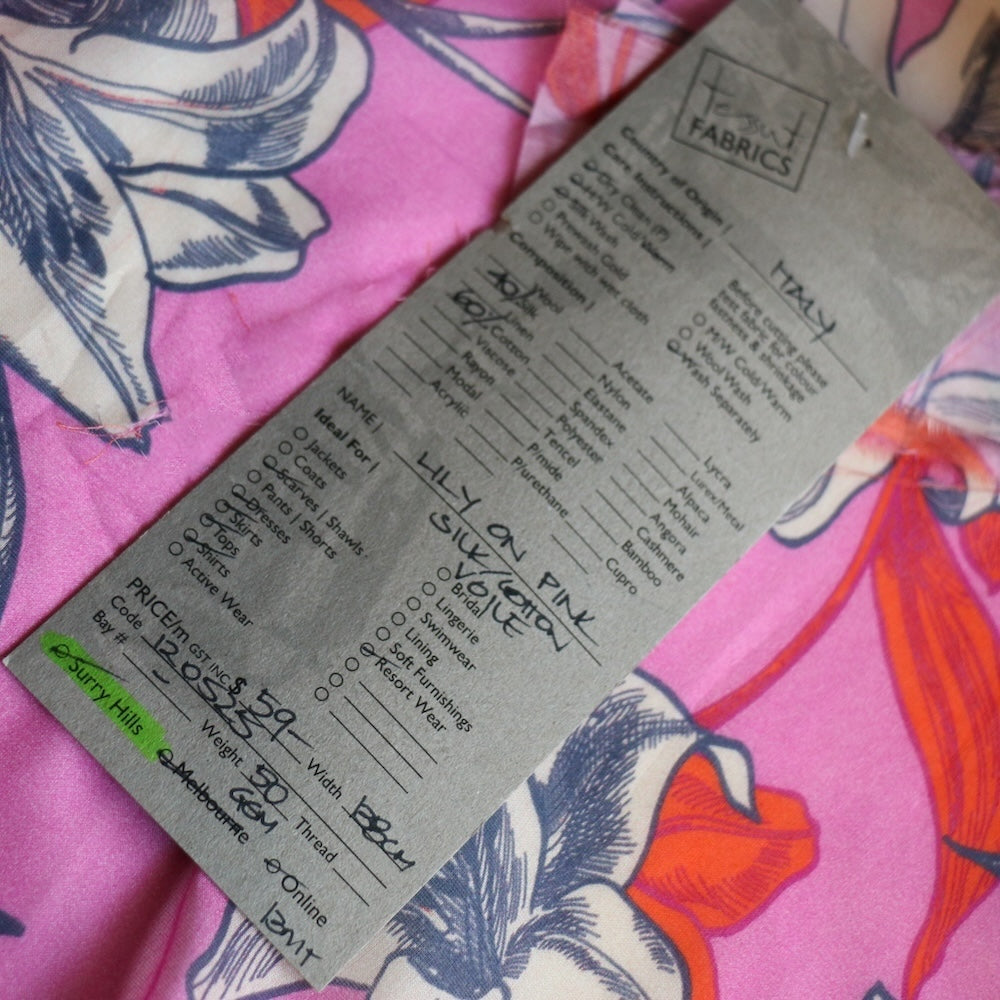 tessuti
FABRICS
Country of Origin | ITALY
Care Instructions |
Dry Clean (P)
H/W Cold/Warm
Silk Wash
Prewash Cold
Wipe with wet cloth
Before cutting please
test fabric for colour
fastness & shrinkage
M/W Cold/Warm
Wool Wash
Wash Separately
Composition |
Wool
40% Silk
Linen
60% Cotton
Viscose
Rayon
Modal
Acrylic
Acetate
Nylon
Elastane
Spandex
Polyester
Tencel
P/imide
P/urethane
Lycra
Lurex/Metal
Alpaca
Mohair
Angora
Cashmere
Bamboo
Cupro
NAME | LILY ON PINK
SILK/COTTON
VOILE
Ideal For |
Jackets
Coats
Scarves | Shawls
Pants | Shorts
Dresses
Skirts
Tops
Shirts
Active Wear
Bridal
Lingerie
Swimwear
Lining
Soft Furnishings
Resort Wear
PRICE/m GST INC $ 59-
Code 120525
Bay # -
Weight 50 GSM
Width 138CM
Thread
Surry Hills
Melbourne
Online